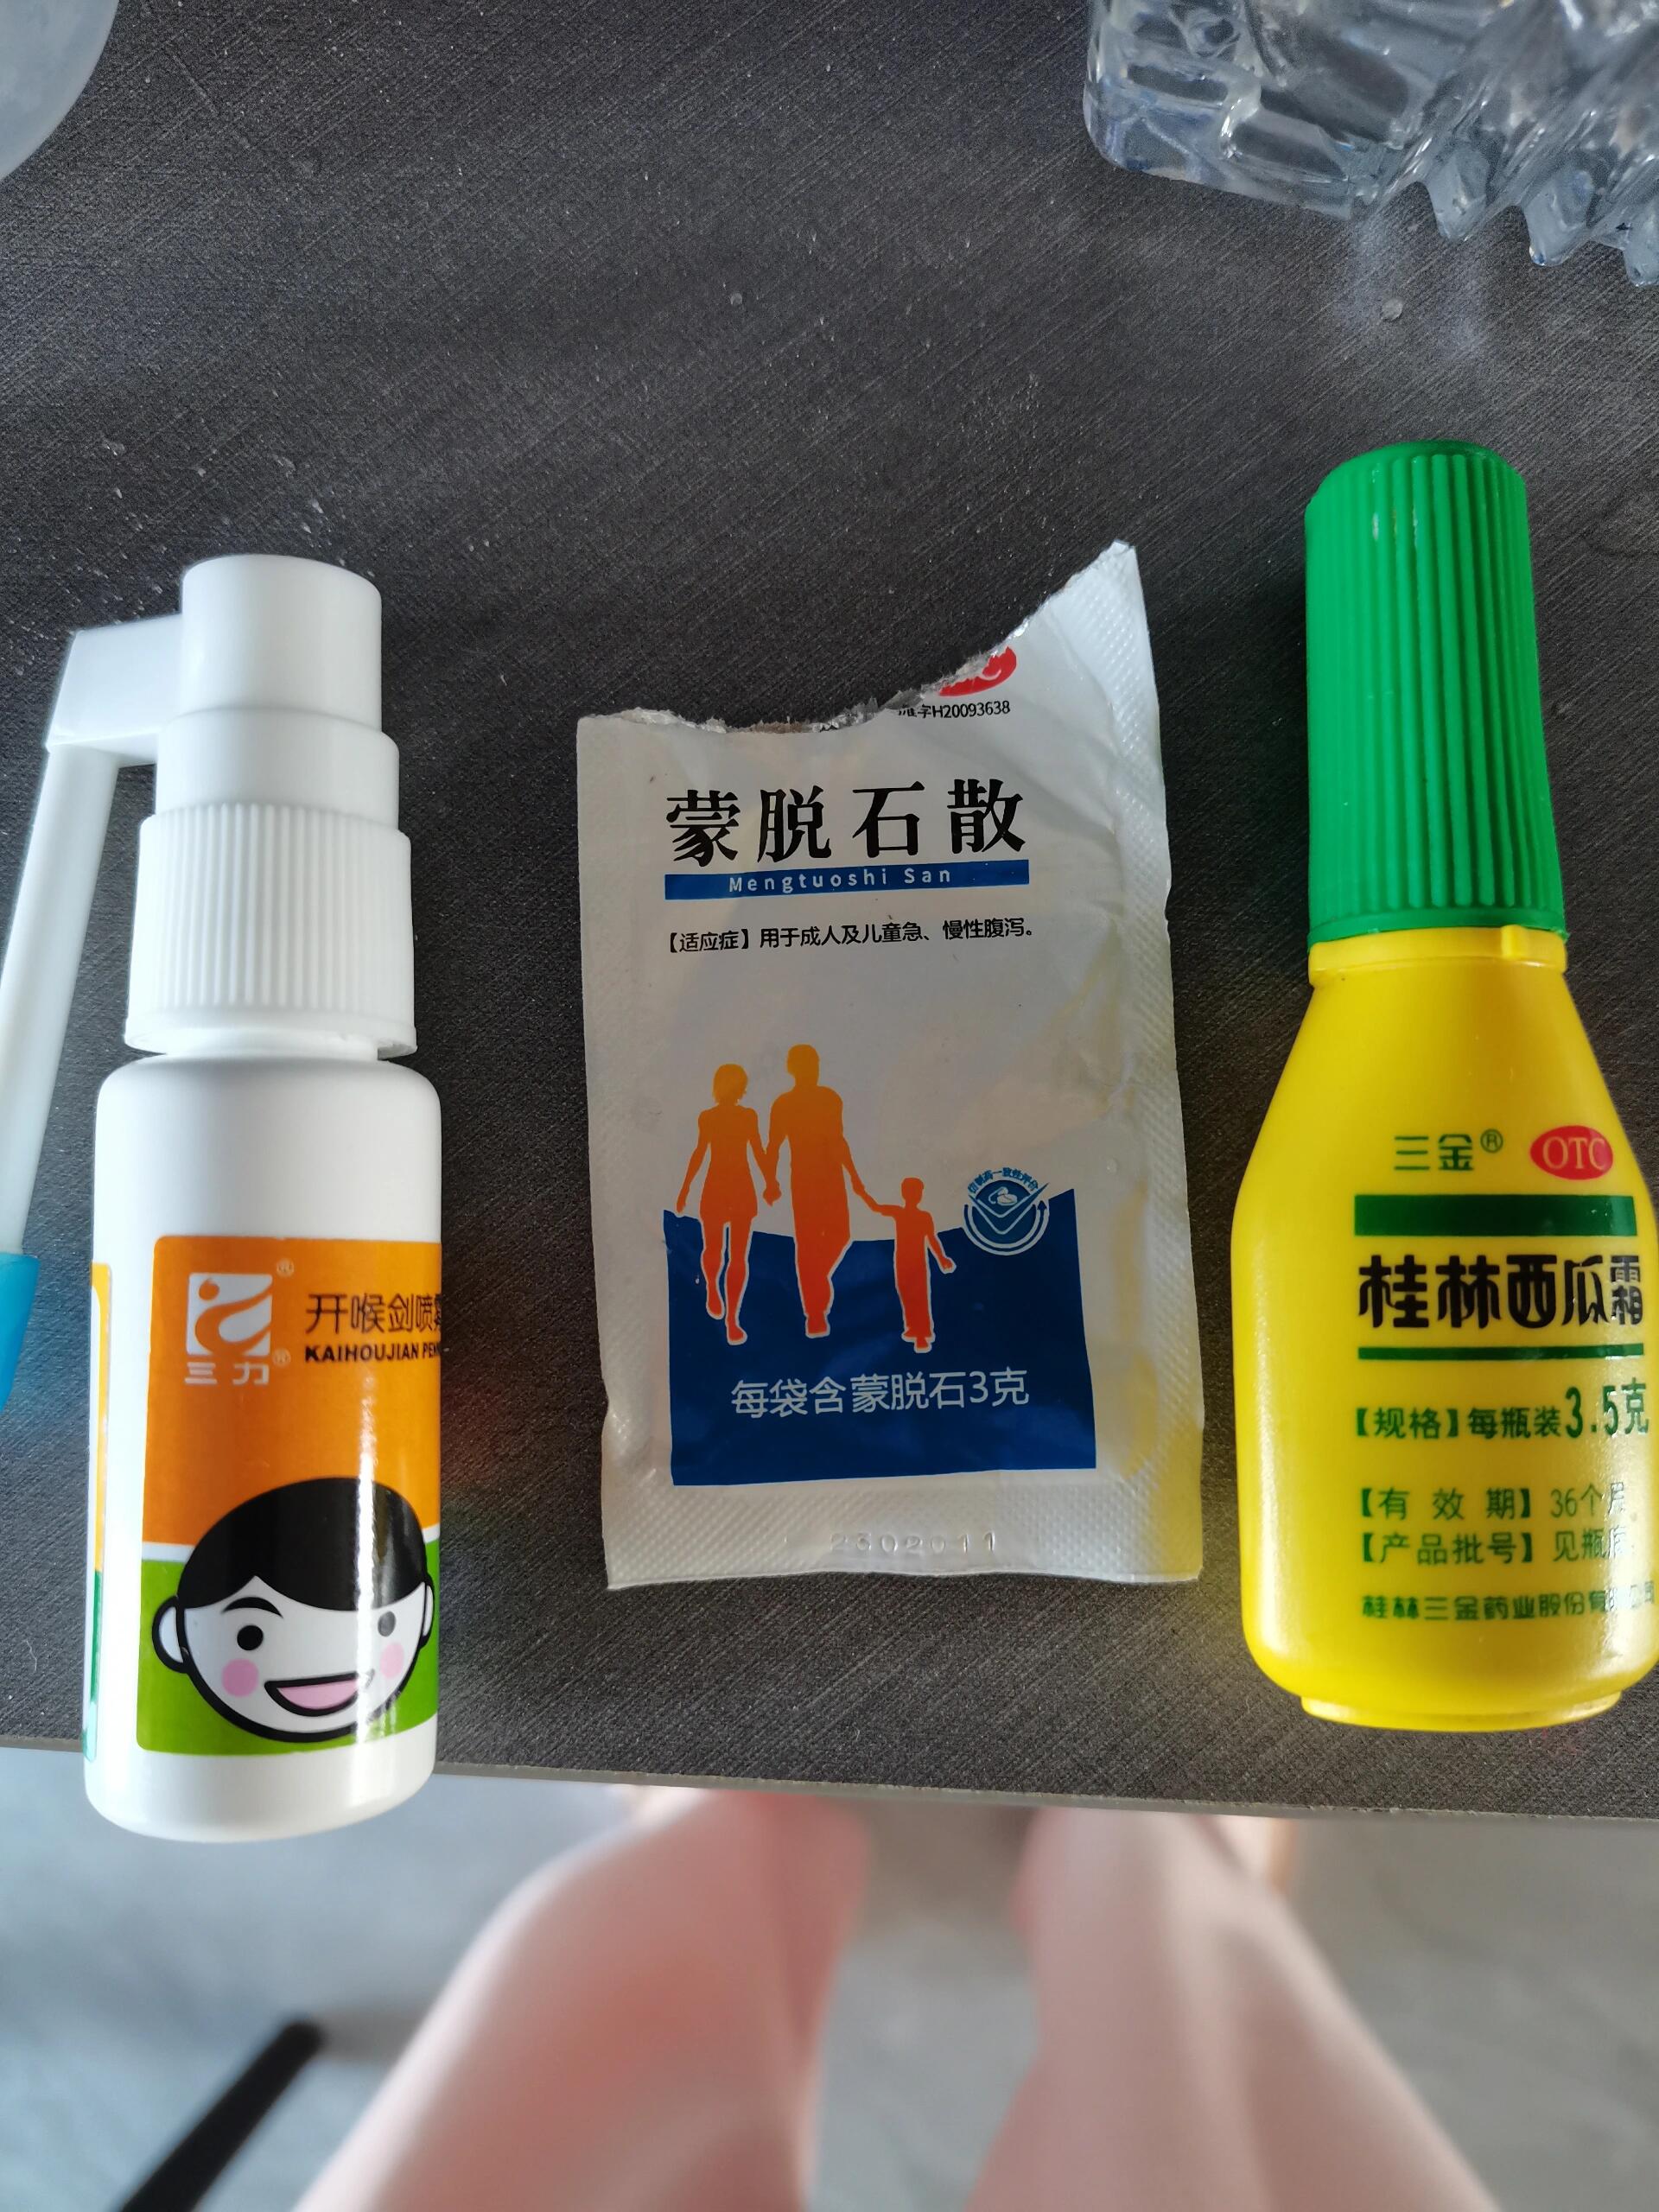 三力
开喉剑喷
KAIHOUJIAN
准字H20093638
蒙脱石散
Mengtuoshi San
【适应症】用于成人及儿童急、慢性腹泻。
每袋含蒙脱石3克
2302011
三金®
OTC
桂林西瓜霜
【规格】每瓶装3.5克
【有 效 期】36个月
【产品批号】见瓶底
桂林三金药业股份有限公司